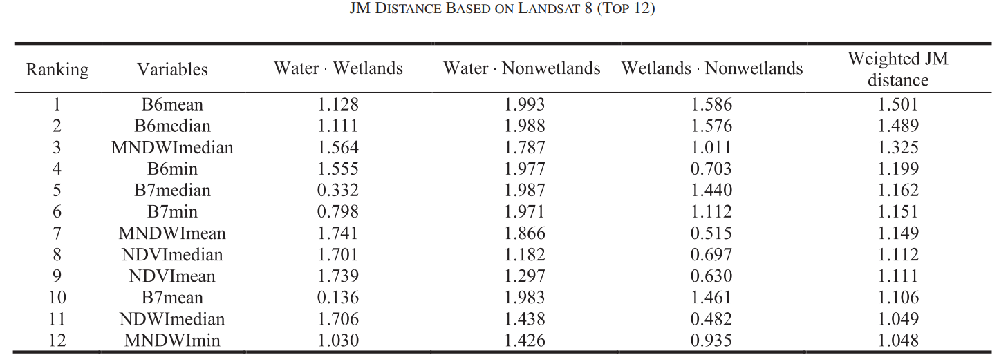 JM DISTANCE BASED ON LANDSAT 8 (TOP 12)
Ranking Variables Water · Wetlands Water · Nonwetlands Wetlands · Nonwetlands Weighted JM distance
1 B6mean 1.128 1.993 1.586 1.501
2 B6median 1.111 1.988 1.576 1.489
3 MNDWImedian 1.564 1.787 1.011 1.325
4 B6min 1.555 1.977 0.703 1.199
5 B7median 0.332 1.987 1.440 1.162
6 B7min 0.798 1.971 1.112 1.151
7 MNDWImean 1.741 1.866 0.515 1.149
8 NDVImedian 1.701 1.182 0.697 1.112
9 NDVImean 1.739 1.297 0.630 1.111
10 B7mean 0.136 1.983 1.461 1.106
11 NDWImedian 1.706 1.438 0.482 1.049
12 MNDWImin 1.030 1.426 0.935 1.048